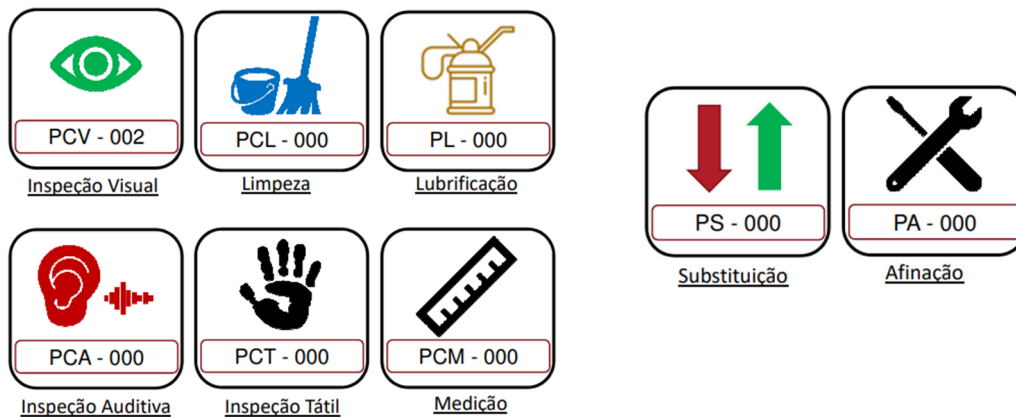 PCV - 002
PCL - 000
PL - 000
Inspeção Visual
Limpeza
Lubrificação
PS - 000
PA - 000
Substituição
Afinação
PCA - 000
PCT - 000
PCM - 000
Inspeção Auditiva
Inspeção Tátil
Medição